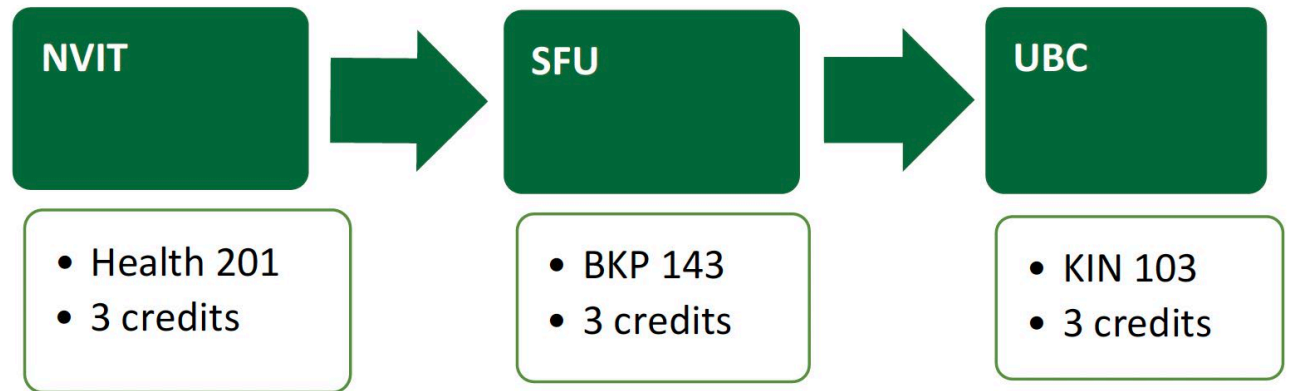 NVIT
• Health 201
• 3 credits
SFU
• BKP 143
• 3 credits
UBC
• KIN 103
• 3 credits